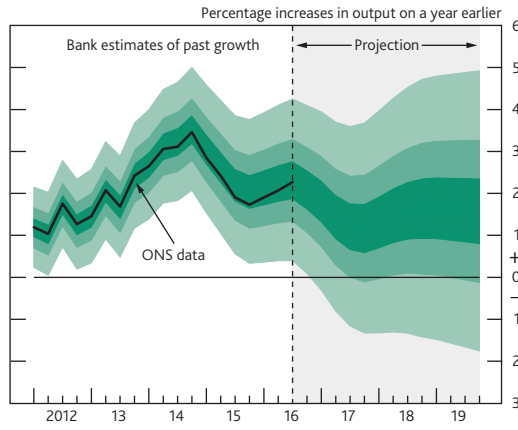 Percentage increases in output on a year earlier
Bank estimates of past growth
Projection
ONS data
6
5
4
3
2
1
+
0
–
1
2
3
2012 13 14 15 16 17 18 19